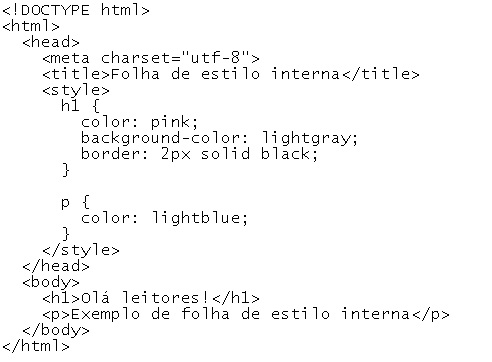 <!DOCTYPE html>
<html>
  <head>
    <meta charset="utf-8">
    <title>Folha de estilo interna</title>
    <style>
      h1 {
        color: pink;
        background-color: lightgray;
        border: 2px solid black;
      }

      p {
        color: lightblue;
      }
    </style>
  </head>
  <body>
    <h1>Olá leitores!</h1>
    <p>Exemplo de folha de estilo interna</p>
  </body>
</html>